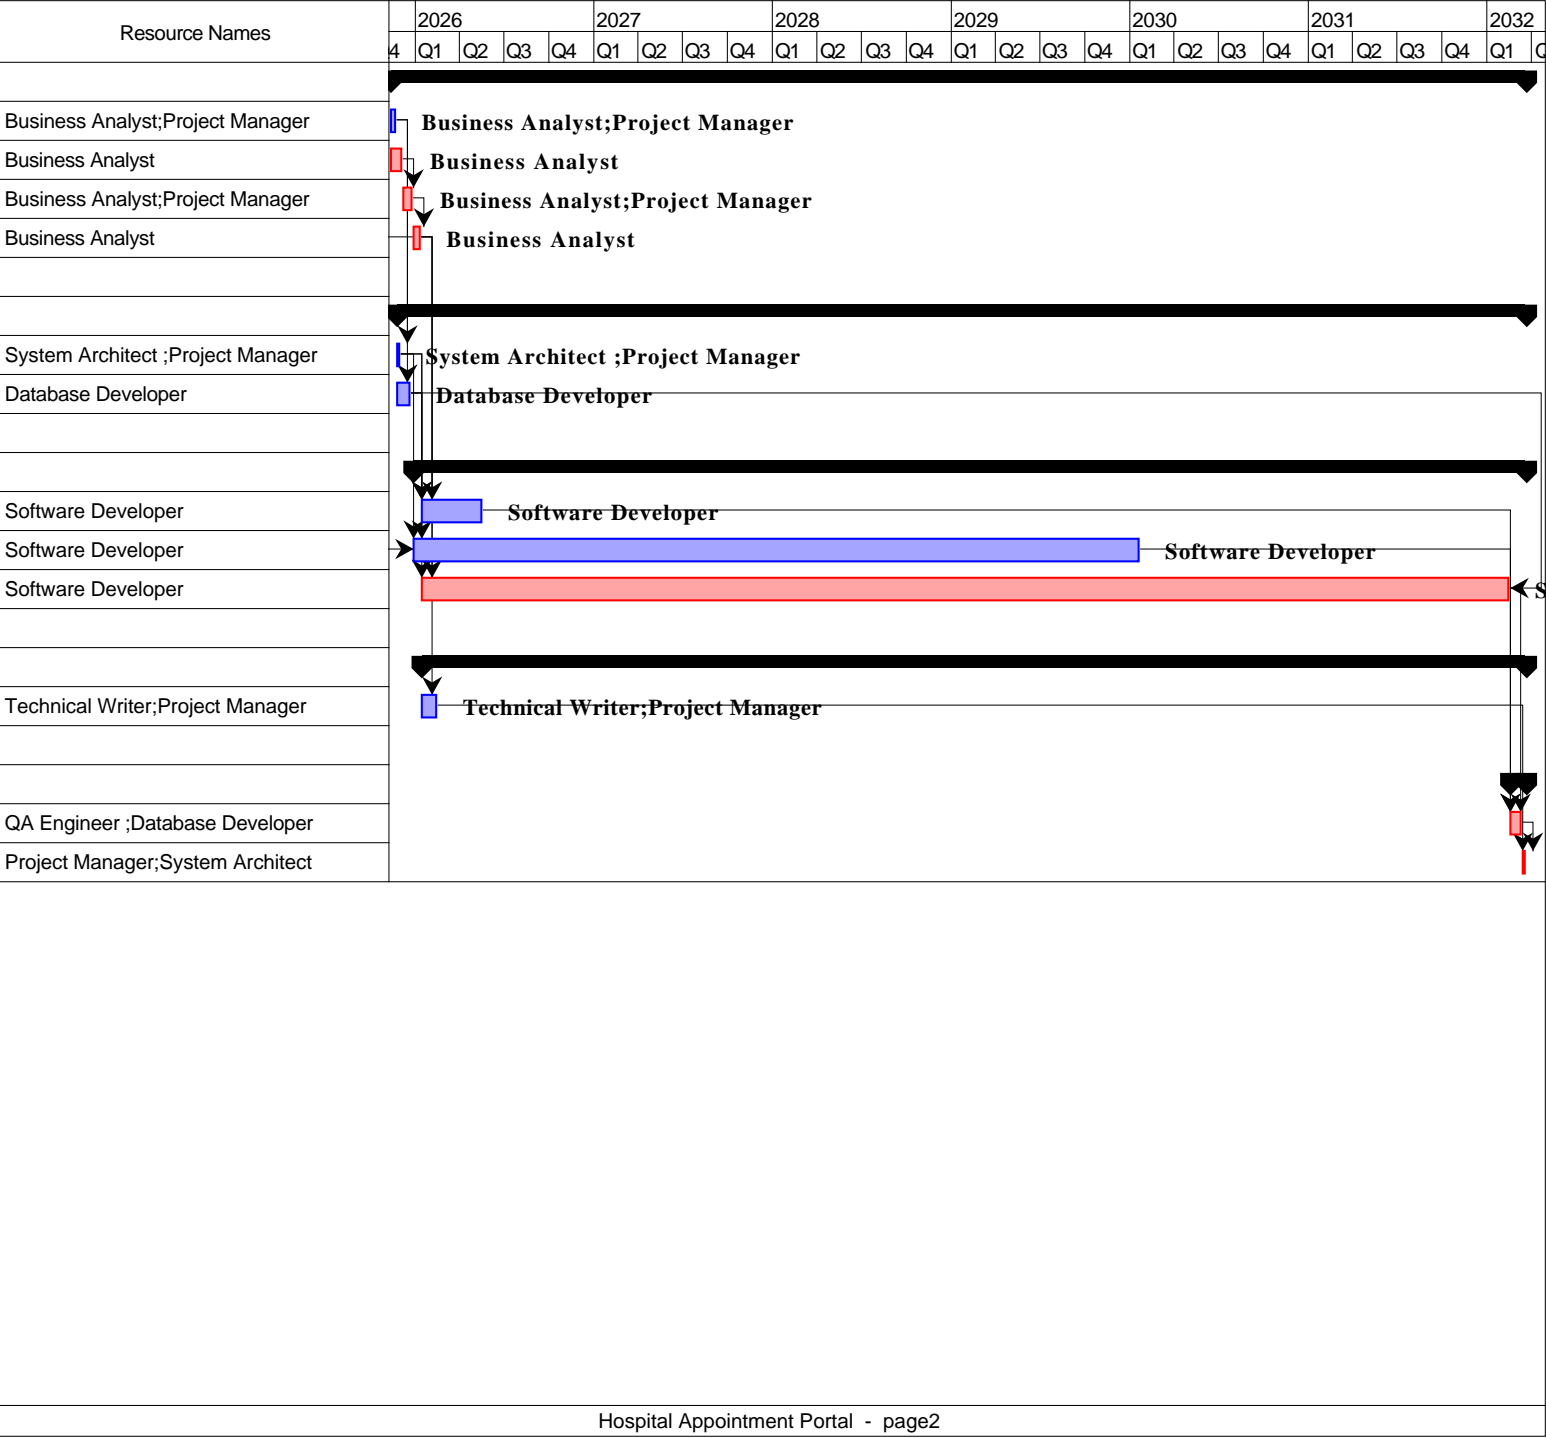 Resource Names
2026 2027 2028 2029 2030 2031 2032
4 Q1 Q2 Q3 Q4 Q1 Q2 Q3 Q4 Q1 Q2 Q3 Q4 Q1 Q2 Q3 Q4 Q1 Q2 Q3 Q4 Q1 Q2 Q3 Q4 Q1 Q
Business Analyst;Project Manager Business Analyst;Project Manager
Business Analyst Business Analyst
Business Analyst;Project Manager Business Analyst;Project Manager
Business Analyst Business Analyst
System Architect ;Project Manager System Architect ;Project Manager
Database Developer Database Developer
Software Developer Software Developer
Software Developer Software Developer
Software Developer S
Technical Writer;Project Manager Technical Writer;Project Manager
QA Engineer ;Database Developer
Project Manager;System Architect
Hospital Appointment Portal - page2